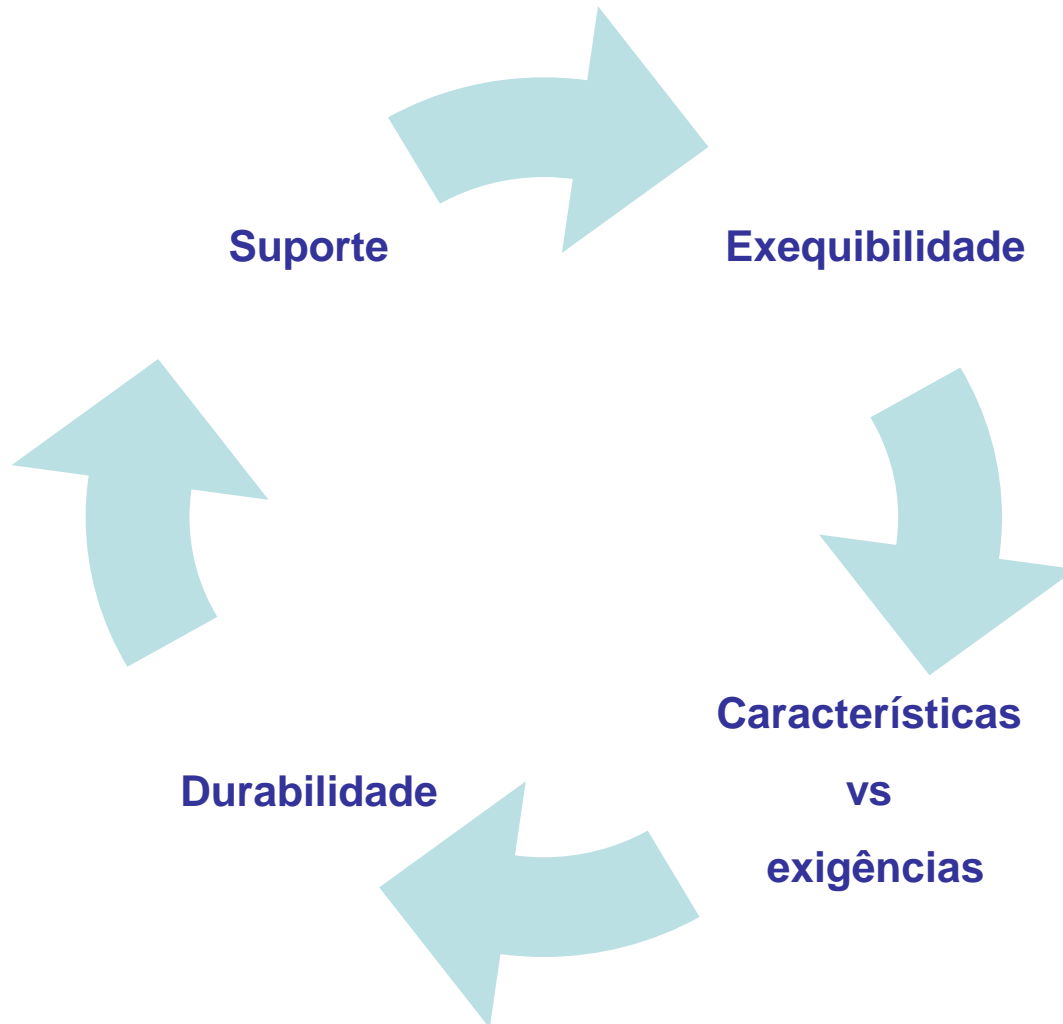 Suporte
Exequibilidade
Características
vs
exigências
Durabilidade